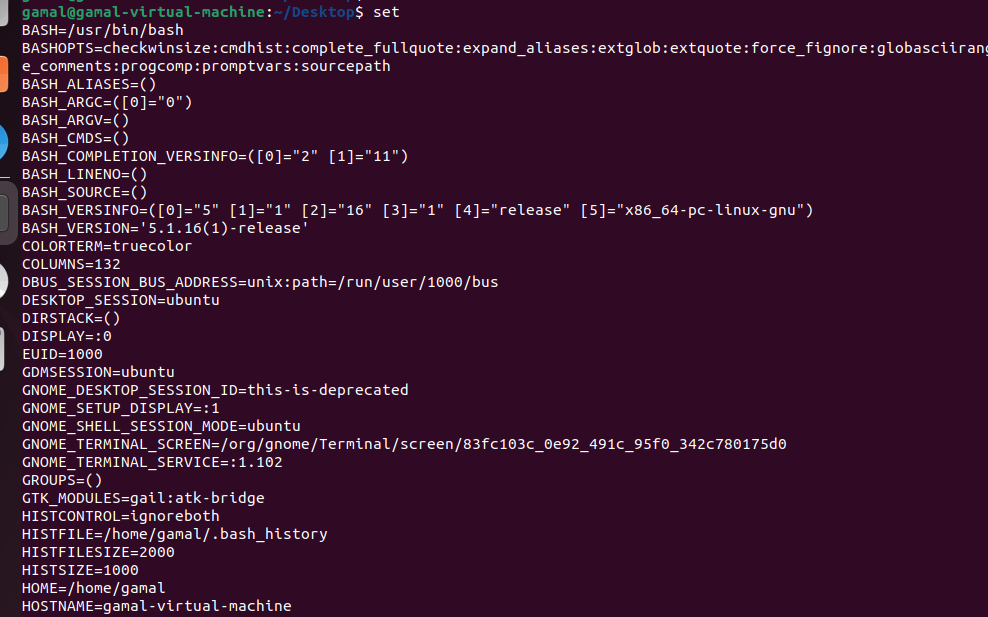 gamal@gamal-virtual-machine:~/Desktop$ set
BASH=/usr/bin/bash
BASHOPTS=checkwinsize:cmdhist:complete_fullquote:expand_aliases:extglob:extquote:force_fignore:globasciirang
e_comments:progcomp:promptvars:sourcepath
BASH_ALIASES=()
BASH_ARGC=([0]="0")
BASH_ARGV=()
BASH_CMDS=()
BASH_COMPLETION_VERSINFO=([0]="2" [1]="11")
BASH_LINENO=()
BASH_SOURCE=()
BASH_VERSINFO=([0]="5" [1]="1" [2]="16" [3]="1" [4]="release" [5]="x86_64-pc-linux-gnu")
BASH_VERSION='5.1.16(1)-release'
COLORTERM=truecolor
COLUMNS=132
DBUS_SESSION_BUS_ADDRESS=unix:path=/run/user/1000/bus
DESKTOP_SESSION=ubuntu
DIRSTACK=()
DISPLAY=:0
EUID=1000
GDMSESSION=ubuntu
GNOME_DESKTOP_SESSION_ID=this-is-deprecated
GNOME_SETUP_DISPLAY=:1
GNOME_SHELL_SESSION_MODE=ubuntu
GNOME_TERMINAL_SCREEN=/org/gnome/Terminal/screen/83fc103c_0e92_491c_95f0_342c780175d0
GNOME_TERMINAL_SERVICE=:1.102
GROUPS=()
GTK_MODULES=gail:atk-bridge
HISTCONTROL=ignoreboth
HISTFILE=/home/gamal/.bash_history
HISTFILESIZE=2000
HISTSIZE=1000
HOME=/home/gamal
HOSTNAME=gamal-virtual-machine